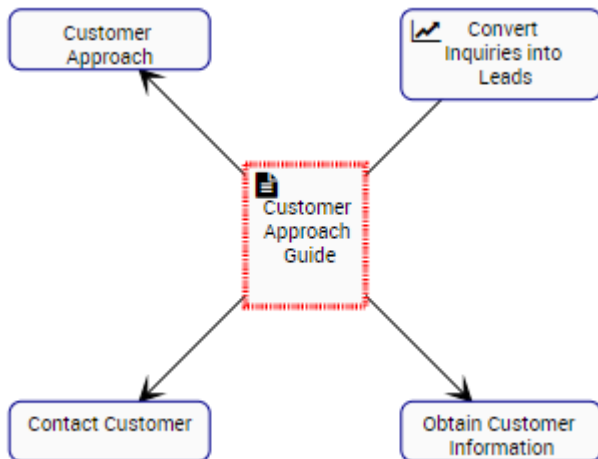 Customer
Approach
Convert
Inquiries into
Leads
Customer
Approach
Guide
Contact Customer
Obtain Customer
Information